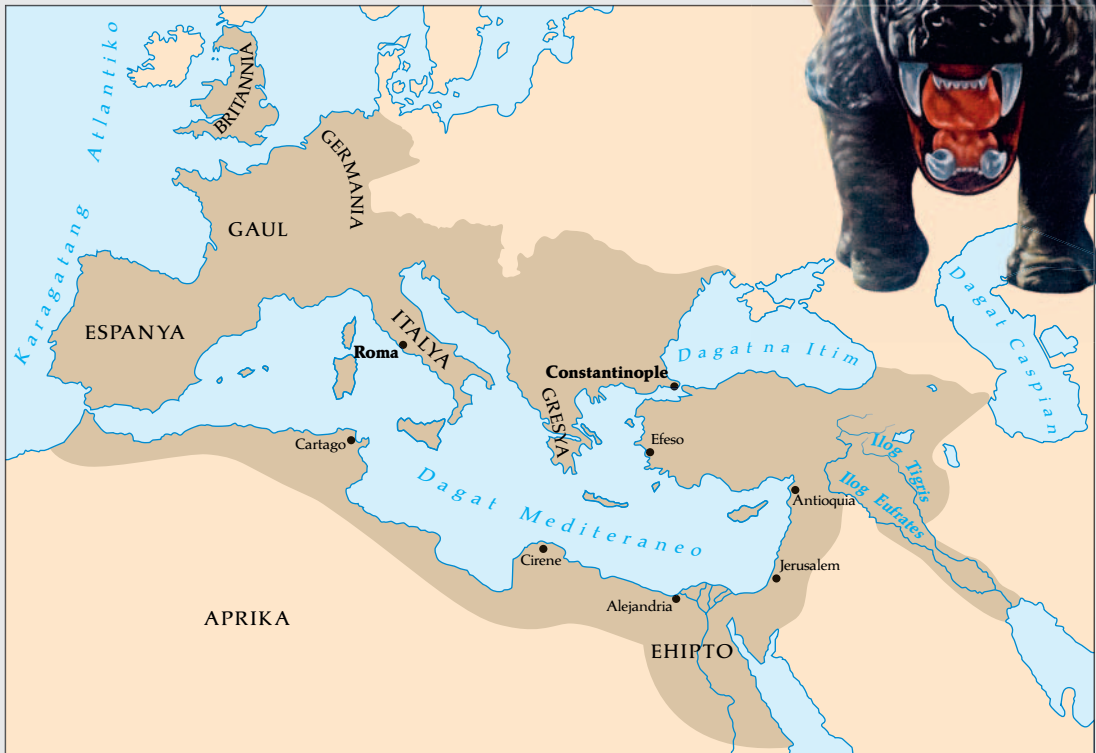 Karagatang Atlantiko
BRITANNIA
GERMANIA
GAUL
ESPANYA
ITALYA
Roma
Constantinople
Dagat na Itim
Dagat Caspian
GRESYA
Cartago
Efeso
Ilog Tigris
Ilog Eufrates
Antioquia
Dagat Mediteraneo
Cirene
Jerusalem
Alejandria
APRIKA
EHIPTO